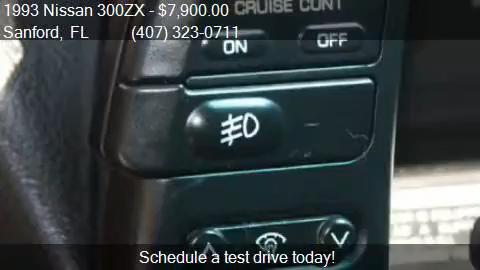 1993 Nissan 300ZX - $7,900.00
CRUISE CONT
Sanford, FL (407) 323-0711
ON OFF
Schedule a test drive today!